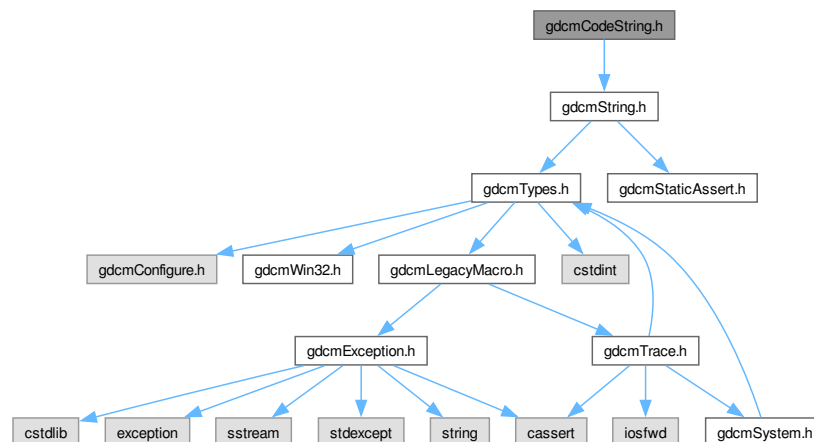 gdcmCodeString.h
gdcmString.h
gdcmTypes.h
gdcmStaticAssert.h
gdcmConfigure.h
gdcmWin32.h
gdcmLegacyMacro.h
cstdint
gdcmException.h
gdcmTrace.h
cstdlib
exception
sstream
stdexcept
string
cassert
iosfwd
gdcmSystem.h